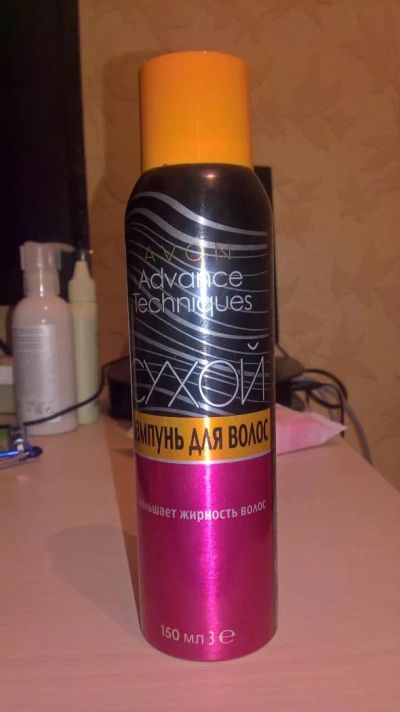 AVON
Advance
Techniques
СУХОЙ
шампунь для волос
уменьшает жирность волос
150 мл З ℮